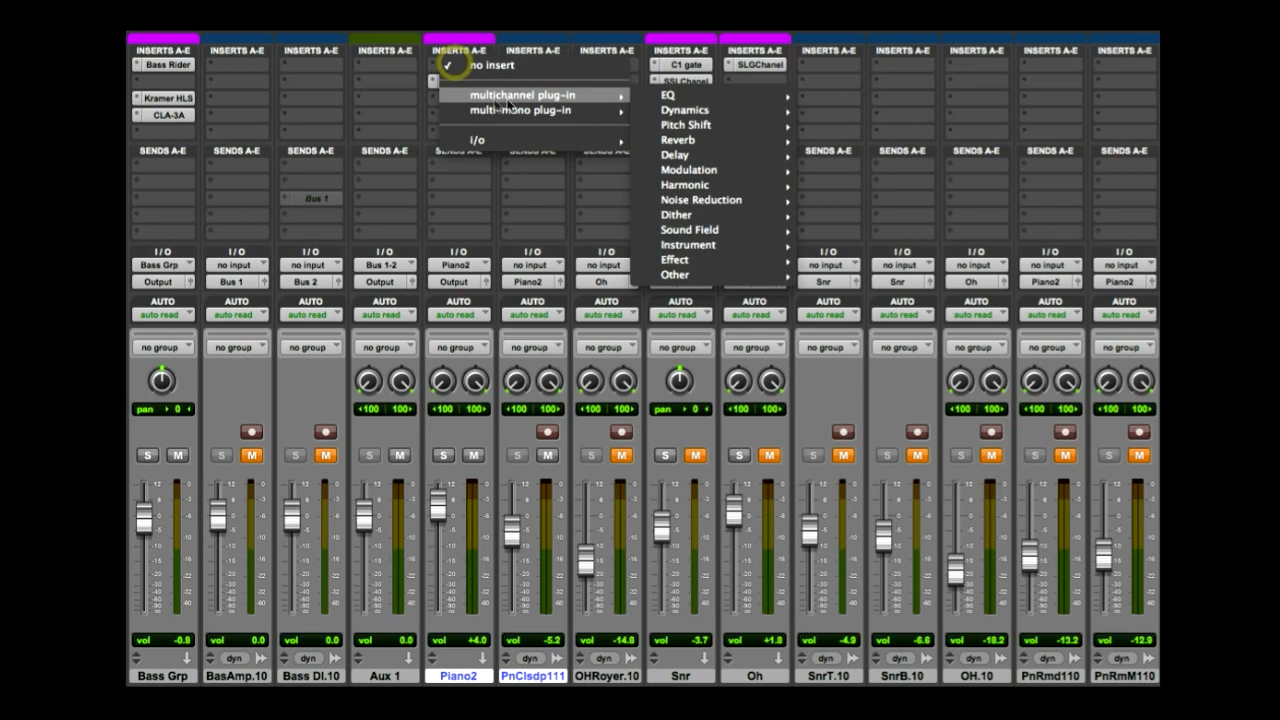 INSERTS A-E INSERTS A-E INSERTS A-E INSERTS A-E INSERTS A-E INSERTS A-E INSERTS A-E INSERTS A-E INSERTS A-E INSERTS A-E INSERTS A-E INSERTS A-E INSERTS A-E INSERTS A-E
Bass Rider no insert C1 gate SLGChanel
SSLChanel
Kramer HLS multichannel plug-in EQ
CLA-3A multi-mono plug-in Dynamics
Pitch Shift
i/o Reverb
SENDS A-E SENDS A-E SENDS A-E SENDS A-E SENDS A-E SENDS A-E SENDS A-E Delay SENDS A-E SENDS A-E SENDS A-E SENDS A-E SENDS A-E
Modulation
Harmonic
Bus 1 Noise Reduction
Dither
Sound Field
Instrument
I/O I/O I/O I/O I/O I/O I/O Effect I/O I/O I/O I/O I/O
Bass Grp no input no input Bus 1-2 Piano2 no input no input Other no input no input no input no input no input
Output Bus 1 Bus 2 Output Output Piano2 Oh Snr Snr Oh Piano2 Piano2
AUTO AUTO AUTO AUTO AUTO AUTO AUTO AUTO AUTO AUTO AUTO AUTO AUTO AUTO
auto read auto read auto read auto read auto read auto read auto read auto read auto read auto read auto read auto read auto read auto read
no group no group no group no group no group no group no group no group no group no group no group no group no group no group
pan 0 100 100 100 100 100 100 100 100 pan 0 100 100 100 100 100 100 100 100
S M S M S M S M S M S M S M S M S M S M S M S M S M S M
vol -0.8 vol 0.0 vol 0.0 vol 0.0 vol +4.0 vol -5.2 vol -14.8 vol -3.7 vol +1.8 vol -4.9 vol -6.6 vol -18.2 vol -13.2 vol -12.9
dyn dyn dyn dyn dyn dyn dyn dyn dyn
Bass Grp BasAmp.10 Bass DI.10 Aux 1 Piano2 PnClsdp111 OHRoyer.10 Snr Oh SnrT.10 SnrB.10 OH.10 PnRmd110 PnRmM110